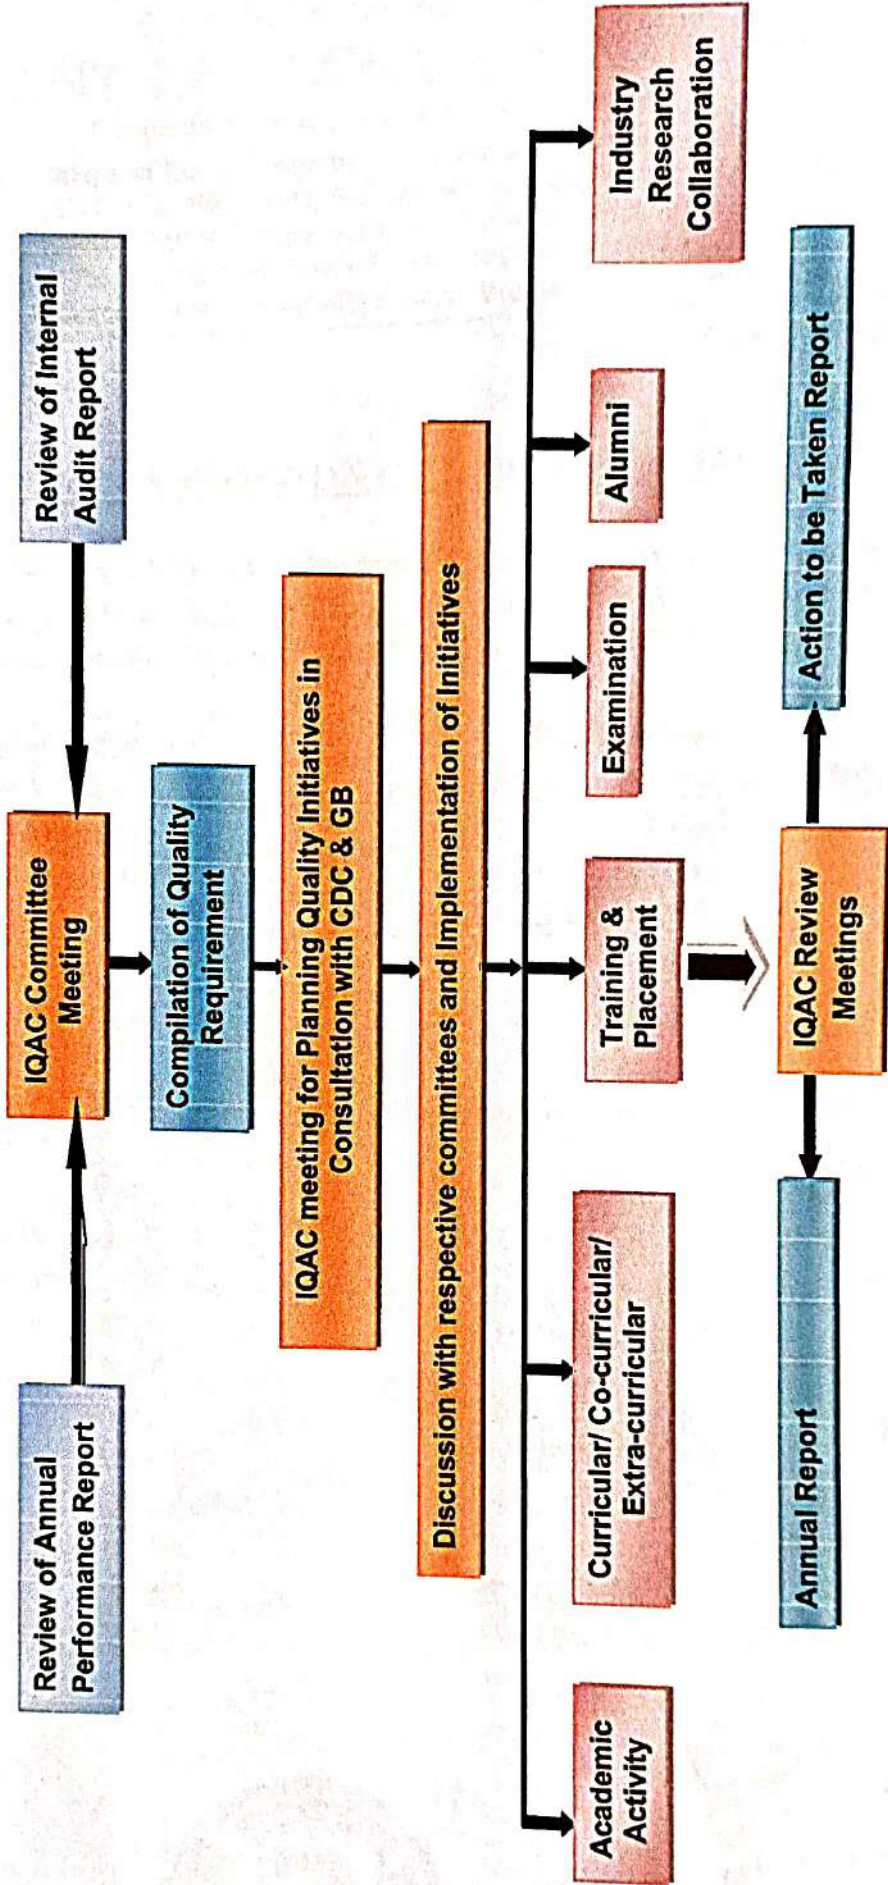 Review of Annual
Performance Report
IQAC Committee
Meeting
Review of Internal
Audit Report
Compilation of Quality
Requirement
IQAC meeting for Planning Quality Initiatives in
Consultation with CDC & GB
Discussion with respective committees and Implementation of Initiatives
Academic
Activity
Curricular/ Co-curricular/
Extra-curricular
Training &
Placement
Examination
Alumni
Industry
Research
Collaboration
Annual Report
IQAC Review
Meetings
Action to be Taken Report